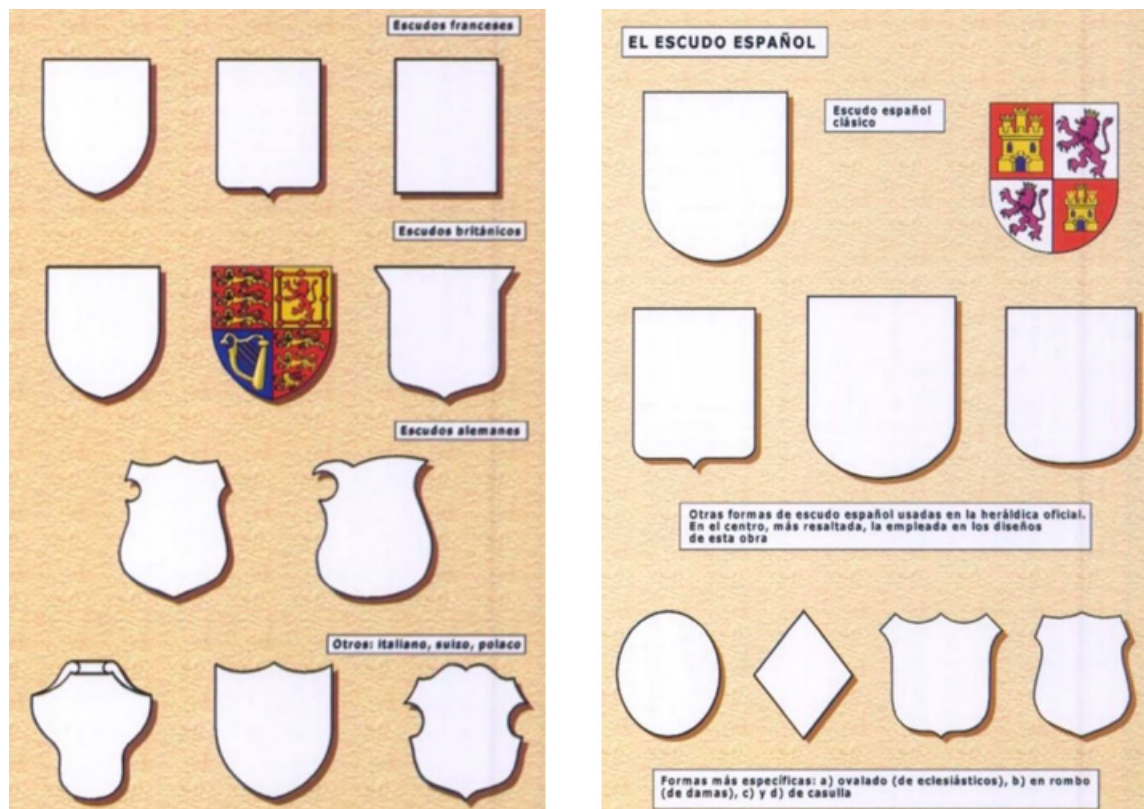 Escudos franceses
Escudos británicos
Escudos alemanes
Otros: italiano, suizo, polaco
EL ESCUDO ESPAÑOL
Escudo español
clásico
Otras formas de escudo español usadas en la heráldica oficial.
En el centro, más resaltada, la empleada en los diseños
de esta obra
Formas más específicas: a) ovalado (de eclesiásticos), b) en rombo
(de damas), c) y d) de casulla